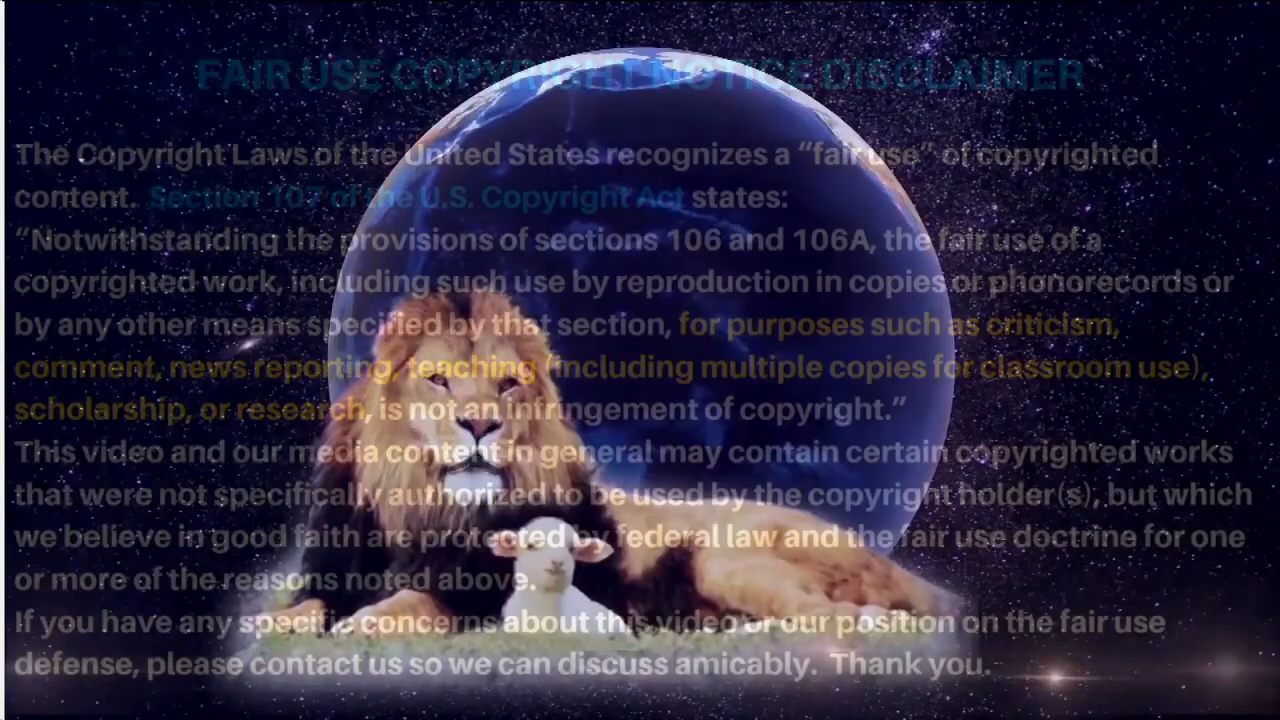 FAIR USE COPYRIGHT NOTICE DISCLAIMER
The Copyright Laws of the United States recognizes a “fair use” of copyrighted
content. Section 107 of the U.S. Copyright Act states:
“Notwithstanding the provisions of sections 106 and 106A, the fair use of a
copyrighted work, including such use by reproduction in copies or phonorecords or
by any other means specified by that section, for purposes such as criticism,
comment, news reporting, teaching (including multiple copies for classroom use),
scholarship, or research, is not an infringement of copyright.”
This video and our media content in general may contain certain copyrighted works
that were not specifically authorized to be used by the copyright holder(s), but which
we believe in good faith are protected by federal law and the fair use doctrine for one
or more of the reasons noted above.
If you have any specific concerns about this video or our position on the fair use
defense, please contact us so we can discuss amicably. Thank you.